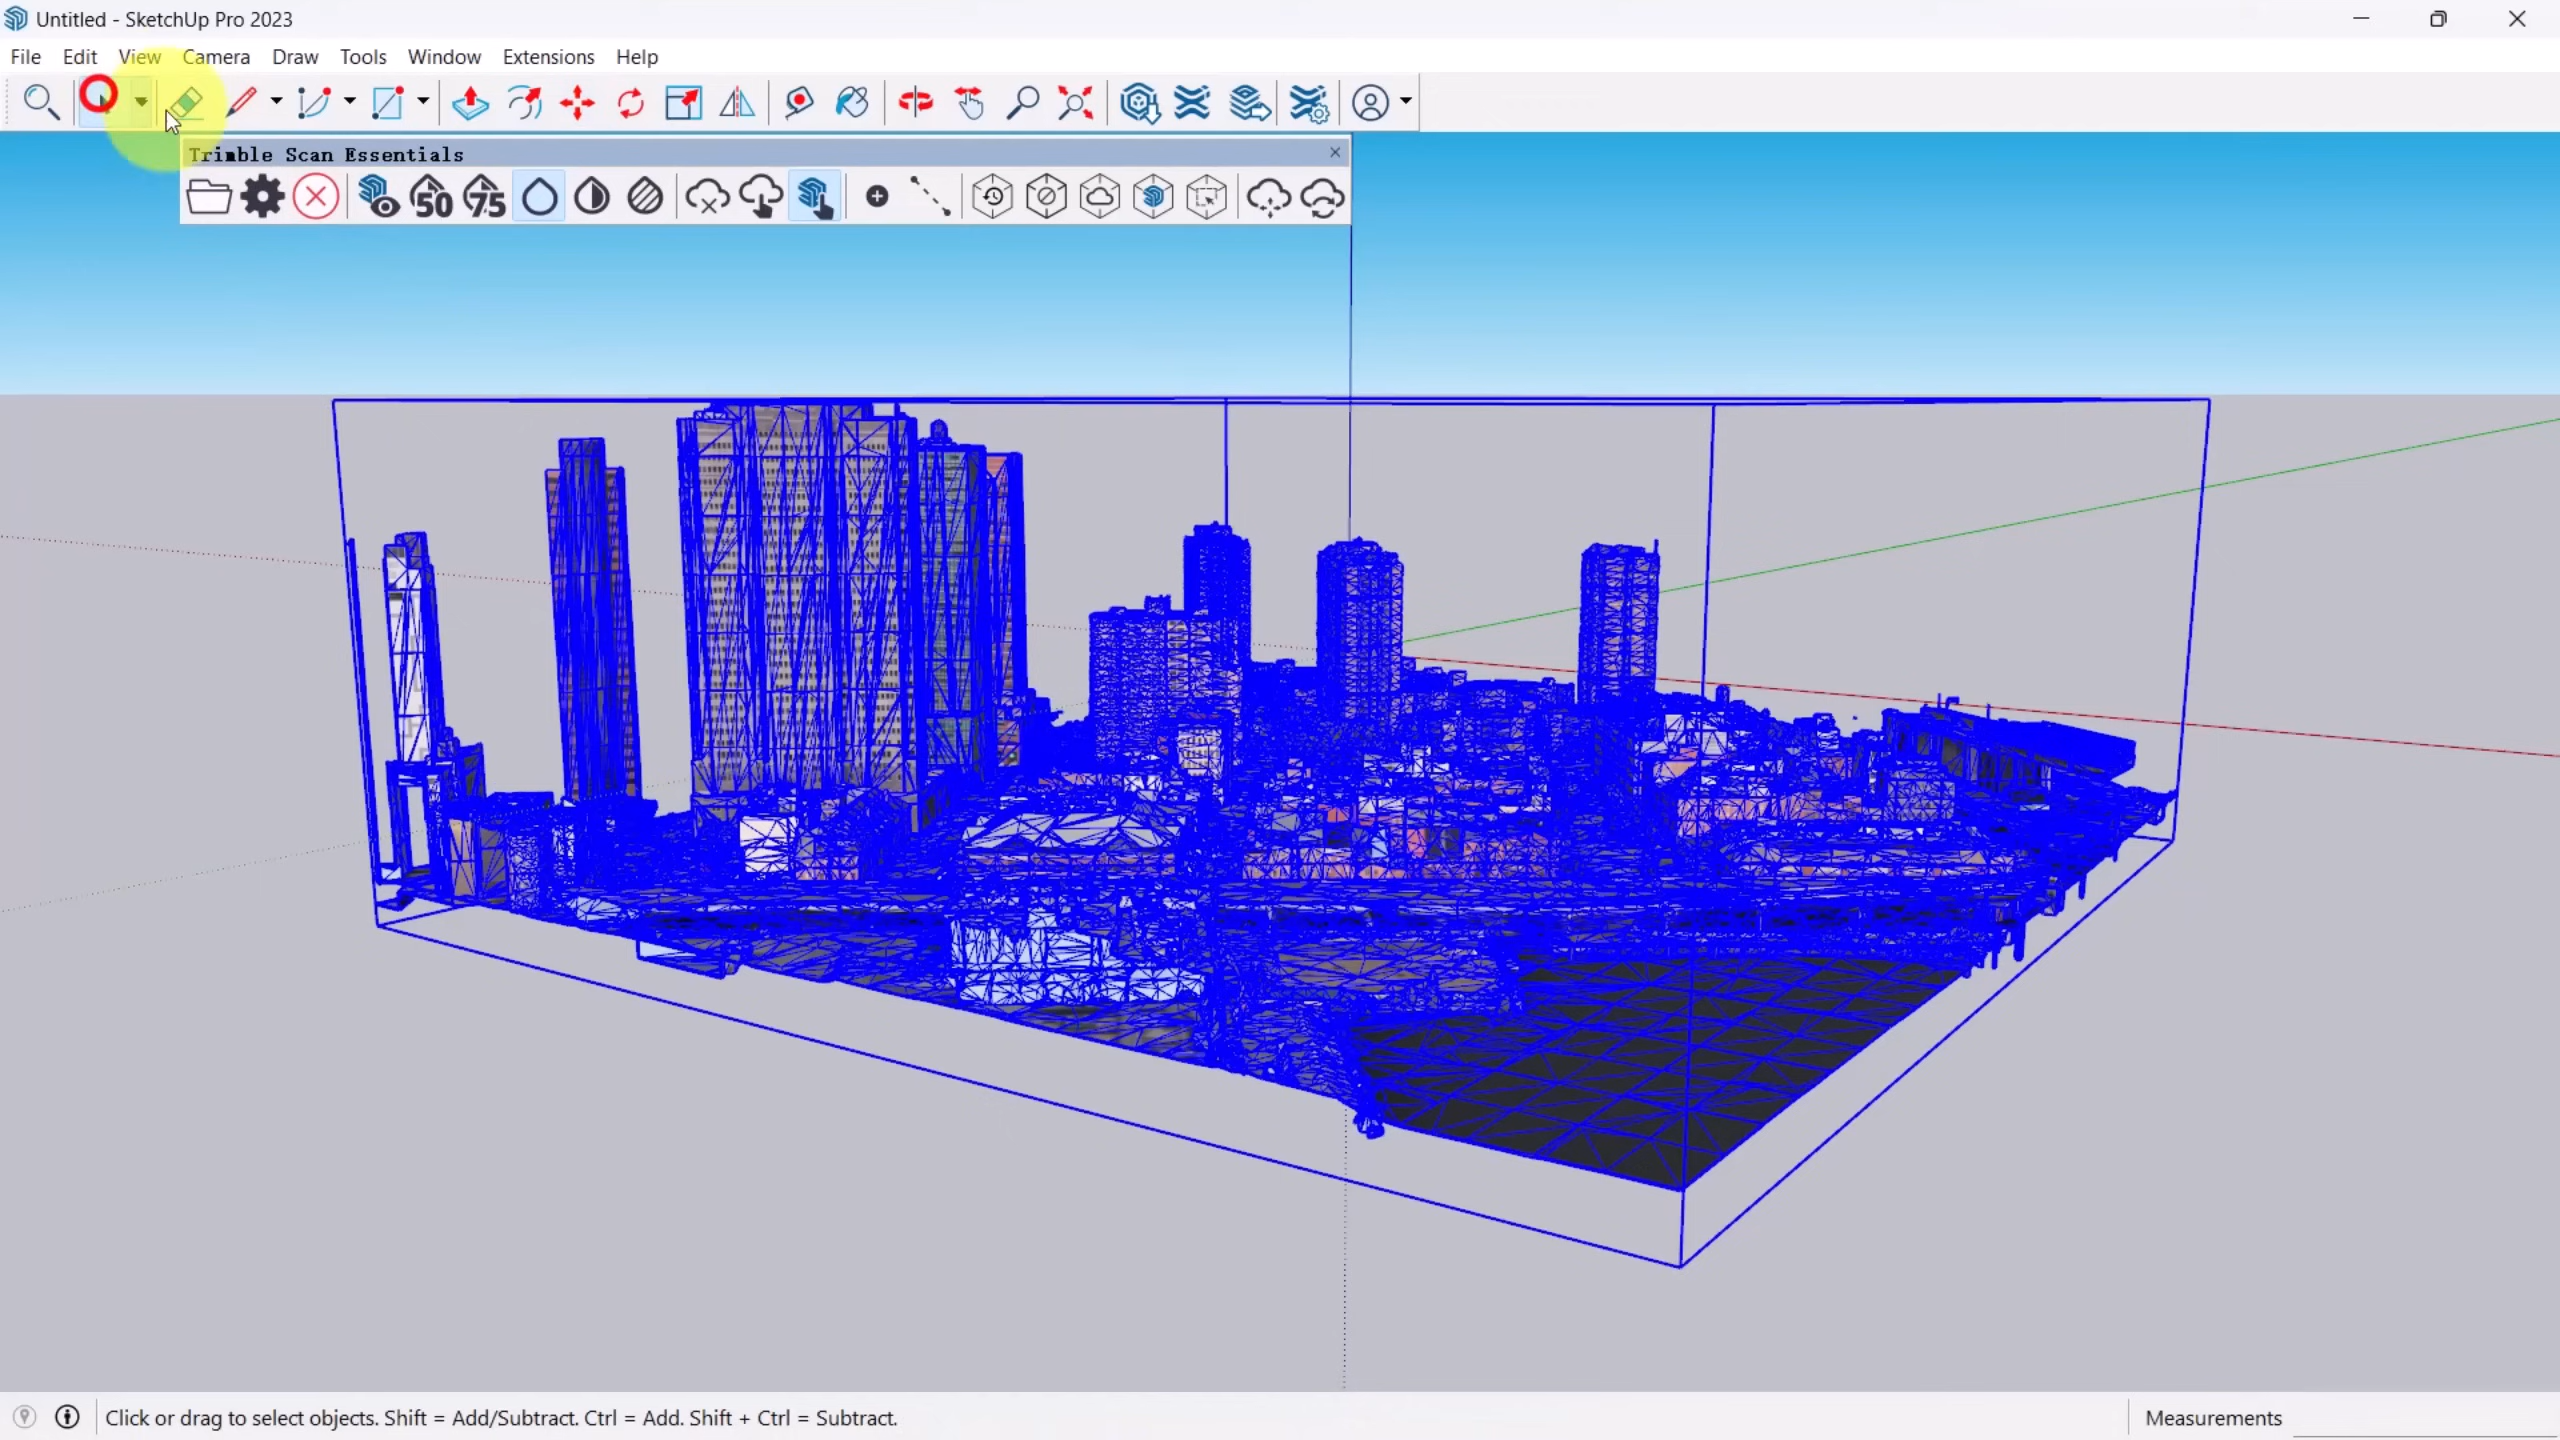 Untitled - SketchUp Pro 2023
File Edit View Camera Draw Tools Window Extensions Help
Trimble Scan Essentials
50 75
Click or drag to select objects. Shift = Add/Subtract. Ctrl = Add. Shift + Ctrl = Subtract.
Measurements